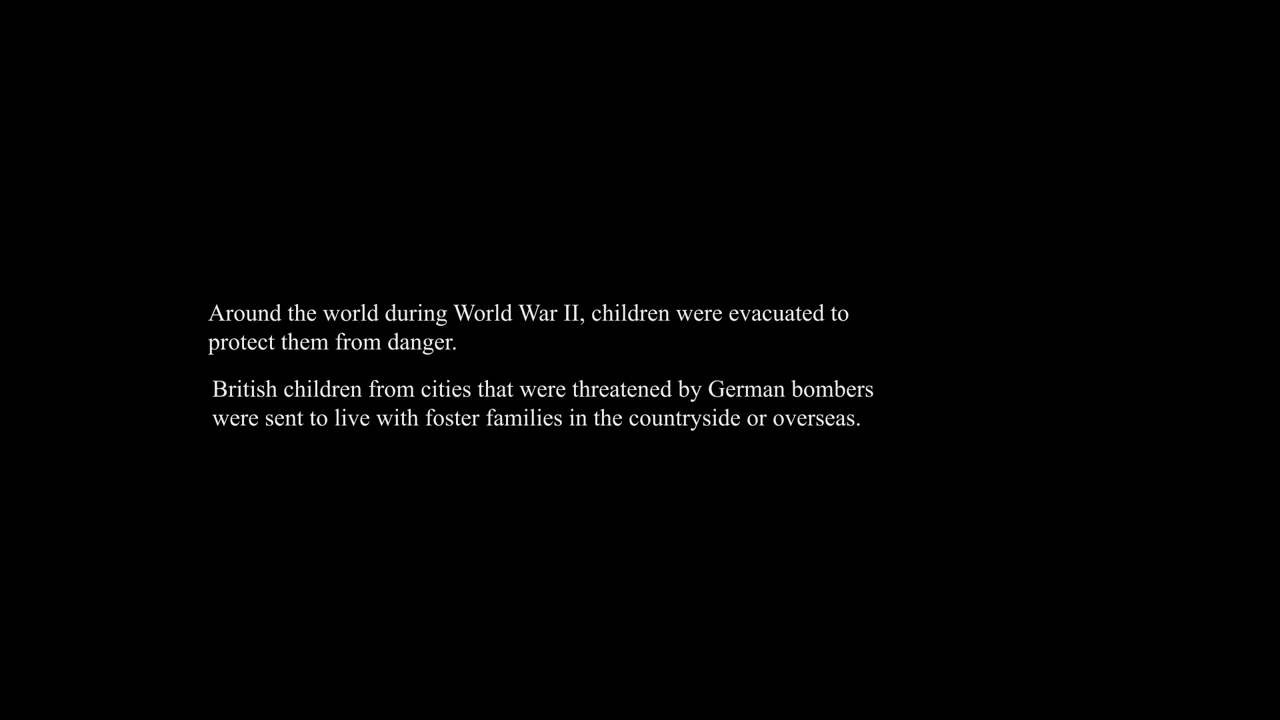 Around the world during World War II, children were evacuated to
protect them from danger.
British children from cities that were threatened by German bombers
were sent to live with foster families in the countryside or overseas.